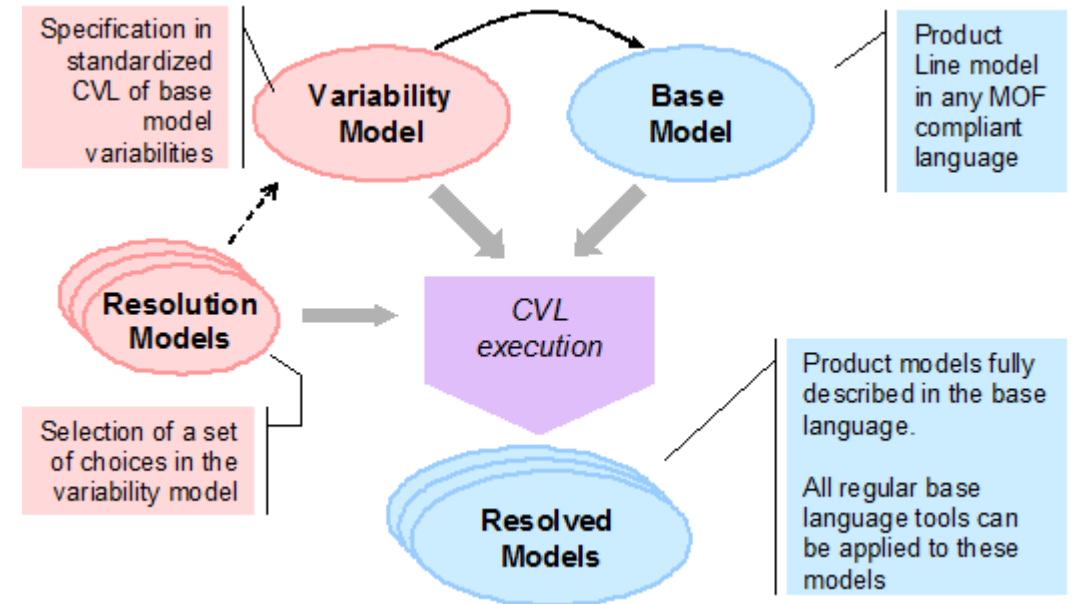 Specification in
standardized
CVL of base
model
variabilities
Variability
Model
Base
Model
Product
Line model
in any MOF
compliant
language
Resolution
Models
CVL
execution
Selection of a set
of choices in the
variability model
Product models fully
described in the base
language.
All regular base
language tools can
be applied to these
models
Resolved
Models